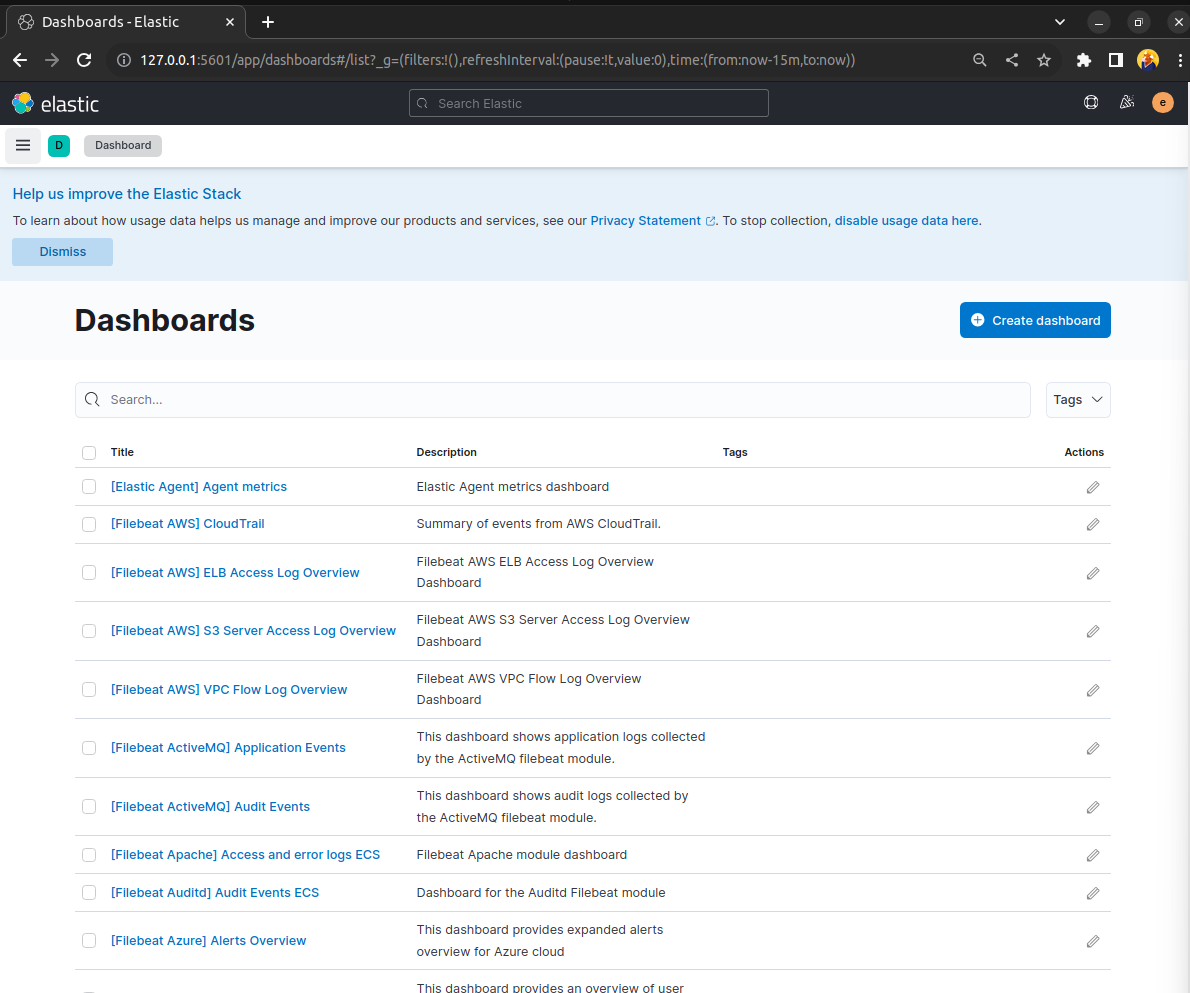 Dashboards - Elastic
127.0.0.1:5601/app/dashboards#/list?_g=(filters:!(),refreshInterval:(pause:!t,value:0),time:(from:now-15m,to:now))
elastic
Search Elastic
e
D
Dashboard
Help us improve the Elastic Stack
To learn about how usage data helps us manage and improve our products and services, see our Privacy Statement. To stop collection, disable usage data here.
Dismiss
Dashboards
Create dashboard
Search...
Tags
Title Description Tags Actions
[Elastic Agent] Agent metrics Elastic Agent metrics dashboard
[Filebeat AWS] CloudTrail Summary of events from AWS CloudTrail.
[Filebeat AWS] ELB Access Log Overview Filebeat AWS ELB Access Log Overview
Dashboard
[Filebeat AWS] S3 Server Access Log Overview Filebeat AWS S3 Server Access Log Overview
Dashboard
[Filebeat AWS] VPC Flow Log Overview Filebeat AWS VPC Flow Log Overview
Dashboard
[Filebeat ActiveMQ] Application Events This dashboard shows application logs collected
by the ActiveMQ filebeat module.
[Filebeat ActiveMQ] Audit Events This dashboard shows audit logs collected by
the ActiveMQ filebeat module.
[Filebeat Apache] Access and error logs ECS Filebeat Apache module dashboard
[Filebeat Auditd] Audit Events ECS Dashboard for the Auditd Filebeat module
[Filebeat Azure] Alerts Overview This dashboard provides expanded alerts
overview for Azure cloud
This dashboard provides an overview of user